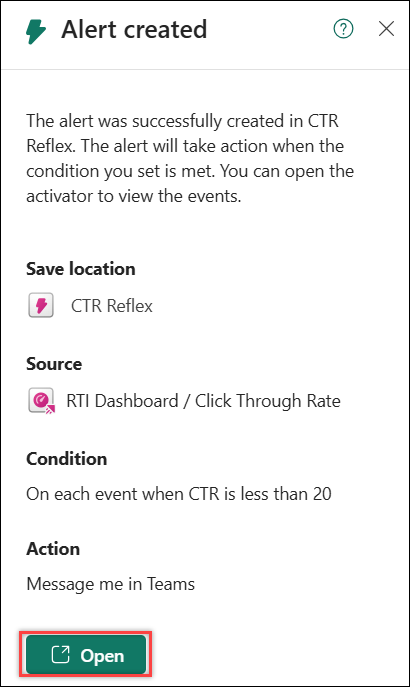 Alert created
The alert was successfully created in CTR
Reflex. The alert will take action when the
condition you set is met. You can open the
activator to view the events.
Save location
CTR Reflex
Source
RTI Dashboard / Click Through Rate
Condition
On each event when CTR is less than 20
Action
Message me in Teams
Open